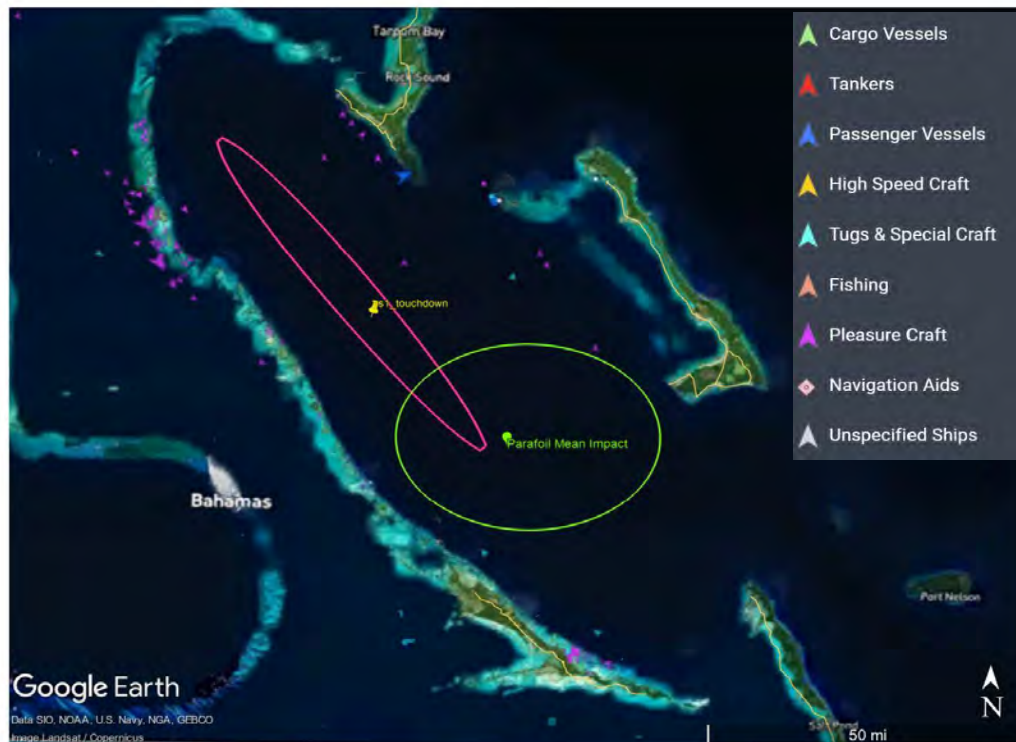 Tarpum Bay
Rock Sound
Cargo Vessels
Tankers
Passenger Vessels
High Speed Craft
Tugs & Special Craft
Fishing
Pleasure Craft
Navigation Aids
Unspecified Ships
s1_touchdown
Parafoil Mean Impact
Bahamas
Port Nelson
Google Earth
Data SIO, NOAA, U.S. Navy, NGA, GEBCO
Image Landsat / Copernicus
N
50 mi